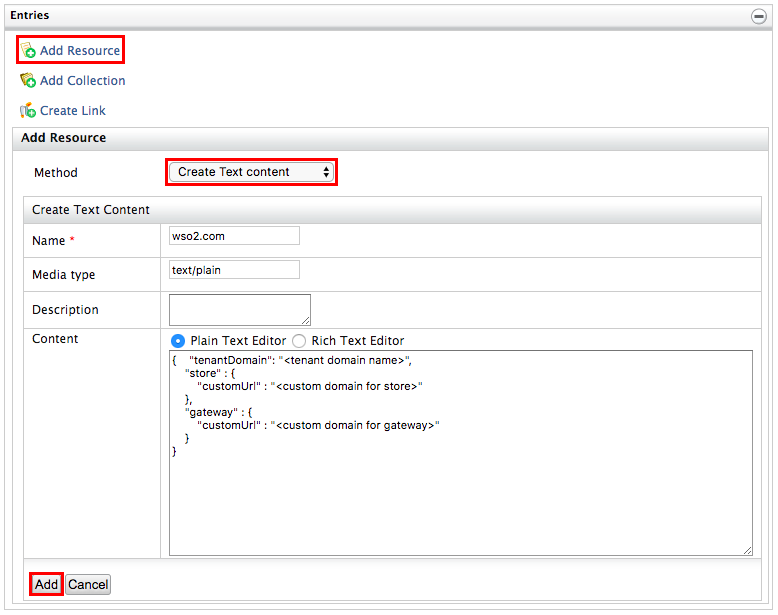 Entries
Add Resource
Add Collection
Create Link
Add Resource
Method Create Text content
Create Text Content
Name * wso2.com
Media type text/plain
Description
Content Plain Text Editor Rich Text Editor
{ "tenantDomain": "<tenant domain name>",
"store" : {
"customUrl" : "<custom domain for store>"
},
"gateway" : {
"customUrl" : "<custom domain for gateway>"
}
}
Add Cancel